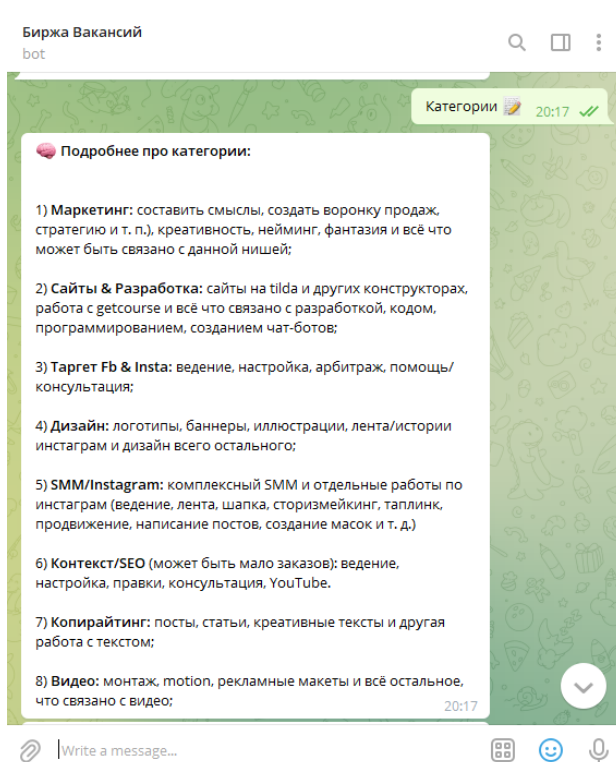 Биржа Вакансий
bot
Категории 📝 20:17
🧠 Подробнее про категории:
1) Маркетинг: составить смыслы, создать воронку продаж,
стратегию и т. п.), креативность, нейминг, фантазия и всё что
может быть связано с данной нишей;
2) Сайты & Разработка: сайты на tilda и других конструкторах,
работа с getcourse и всё что связано с разработкой, кодом,
программированием, созданием чат-ботов;
3) Таргет Fb & Insta: ведение, настройка, арбитраж, помощь/
консультация;
4) Дизайн: логотипы, баннеры, иллюстрации, лента/истории
инстаграм и дизайн всего остального;
5) SMM/Instagram: комплексный SMM и отдельные работы по
инстаграм (ведение, лента, шапка, сторизмейкинг, таплинк,
продвижение, написание постов, создание масок и т. д.)
6) Контекст/SEO (может быть мало заказов): ведение,
настройка, правки, консультация, YouTube.
7) Копирайтинг: посты, статьи, креативные тексты и другая
работа с текстом;
8) Видео: монтаж, motion, рекламные макеты и всё остальное,
что связано с видео;
20:17
Write a message...